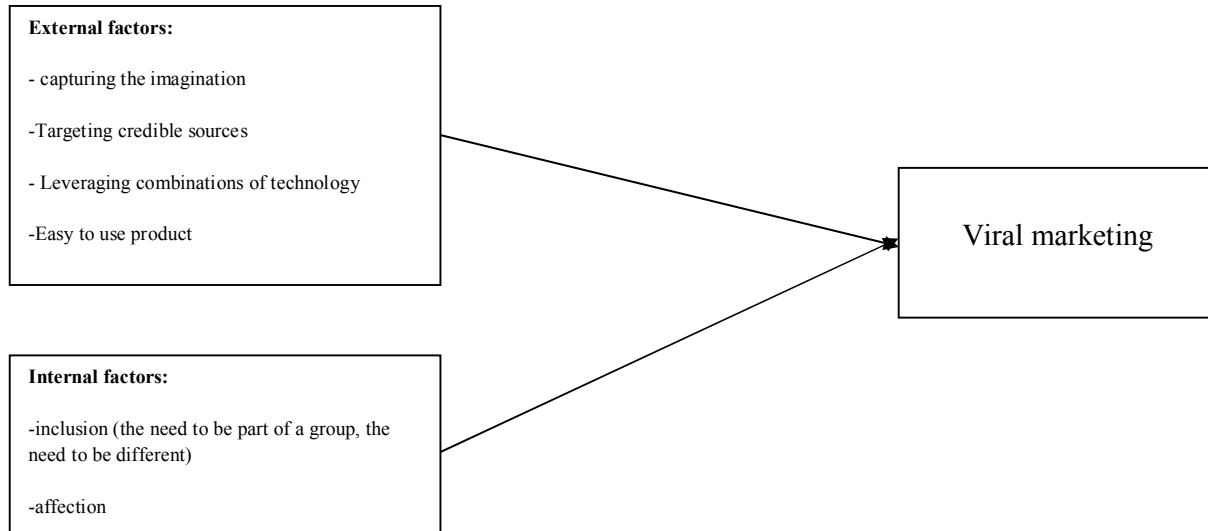 External factors:
- capturing the imagination
-Targeting credible sources
- Leveraging combinations of technology
-Easy to use product
Viral marketing
Internal factors:
-inclusion (the need to be part of a group, the
need to be different)
-affection